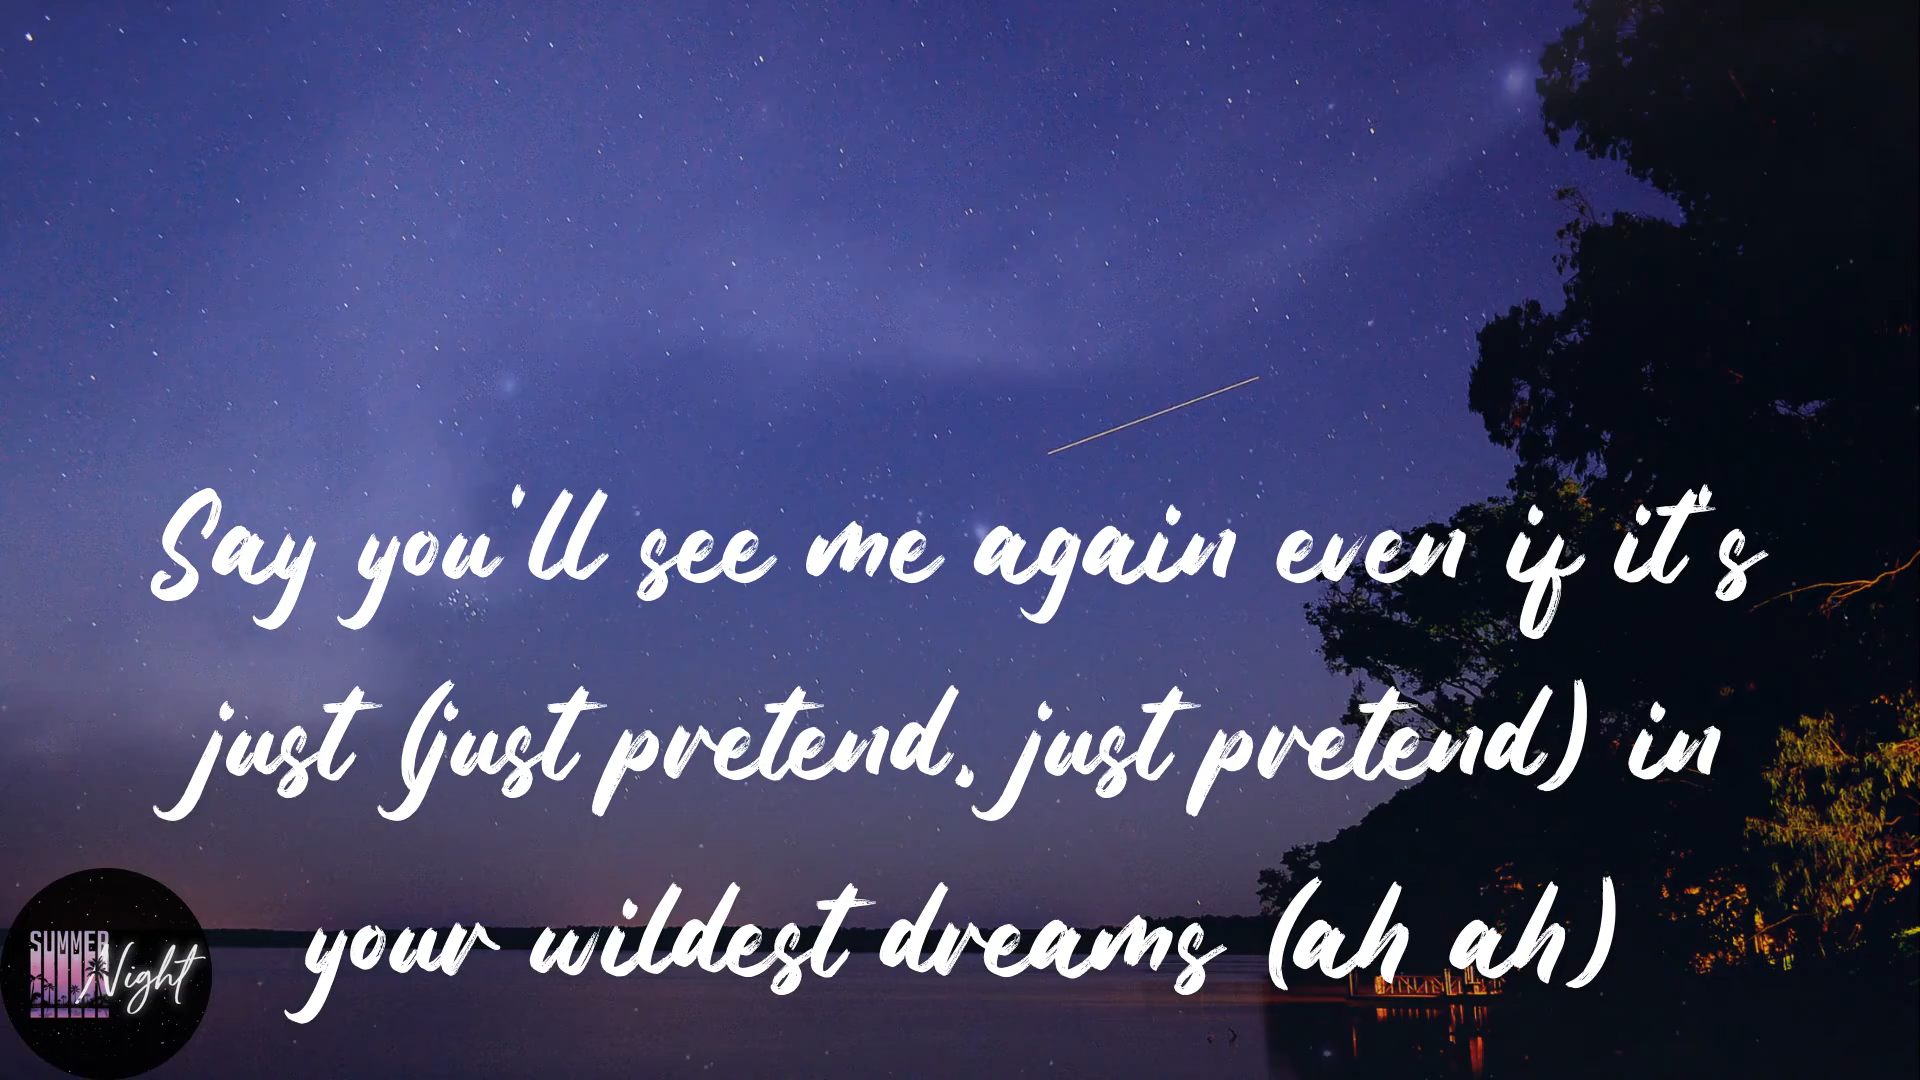 Say you'll see me again even if it's
just (just pretend, just pretend) in
your wildest dreams (ah ah)
SUMMER
Night